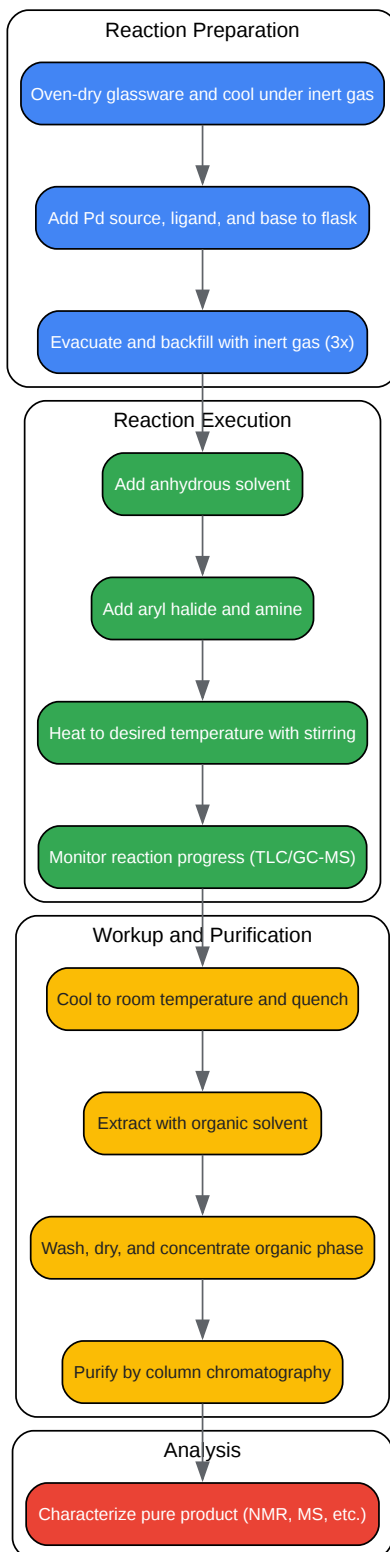 Reaction Preparation
Oven-dry glassware and cool under inert gas
Add Pd source, ligand, and base to flask
Evacuate and backfill with inert gas (3x)
Reaction Execution
Add anhydrous solvent
Add aryl halide and amine
Heat to desired temperature with stirring
Monitor reaction progress (TLC/GC-MS)
Workup and Purification
Cool to room temperature and quench
Extract with organic solvent
Wash, dry, and concentrate organic phase
Purify by column chromatography
Analysis
Characterize pure product (NMR, MS, etc.)